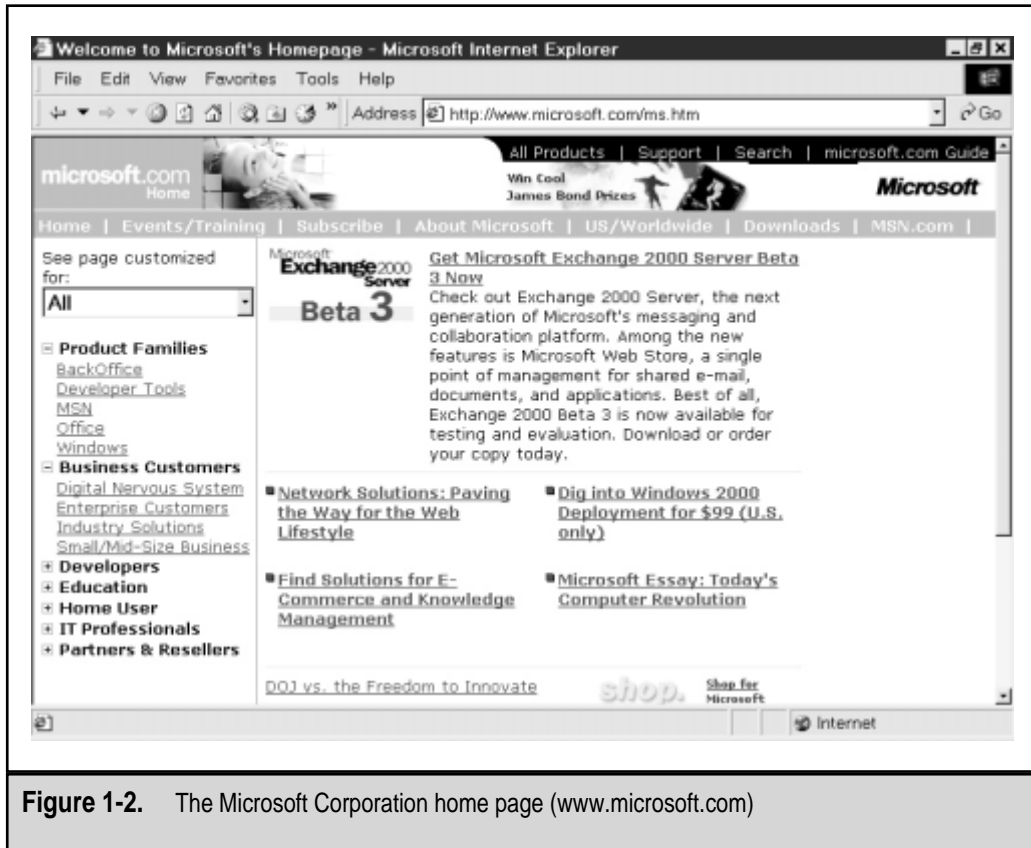 Welcome to Microsoft's Homepage - Microsoft Internet Explorer
File Edit View Favorites Tools Help
» Address http://www.microsoft.com/ms.htm Go
All Products | Support | Search | microsoft.com Guide
microsoft.com
Home
Win Cool
James Bond Prizes
Microsoft
Home | Events/Training | Subscribe | About Microsoft | US/Worldwide | Downloads | MSN.com |
See page customized
for:
All
Product Families
BackOffice
Developer Tools
MSN
Office
Windows
Business Customers
Digital Nervous System
Enterprise Customers
Industry Solutions
Small/Mid-Size Business
Developers
Education
Home User
IT Professionals
Partners & Resellers
Microsoft
Exchange2000
Server
Beta 3
Get Microsoft Exchange 2000 Server Beta
3 Now
Check out Exchange 2000 Server, the next
generation of Microsoft's messaging and
collaboration platform. Among the new
features is Microsoft Web Store, a single
point of management for shared e-mail,
documents, and applications. Best of all,
Exchange 2000 Beta 3 is now available for
testing and evaluation. Download or order
your copy today.
Network Solutions: Paving
the Way for the Web
Lifestyle
Dig into Windows 2000
Deployment for $99 (U.S.
only)
Find Solutions for E-
Commerce and Knowledge
Management
Microsoft Essay: Today's
Computer Revolution
DOJ vs. the Freedom to Innovate
shop.
Shop for
Microsoft
Internet
Figure 1-2. The Microsoft Corporation home page (www.microsoft.com)